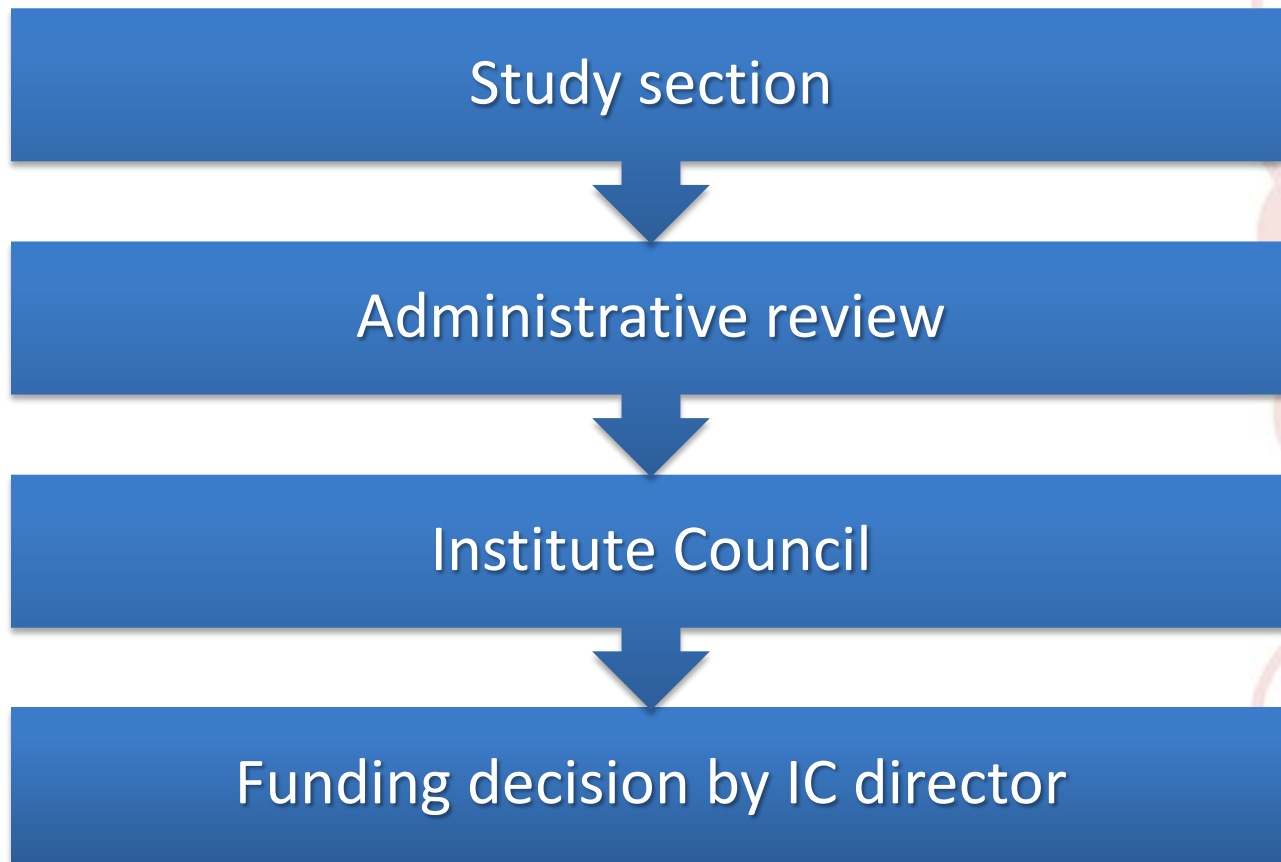 Study section
Administrative review
Institute Council
Funding decision by IC director